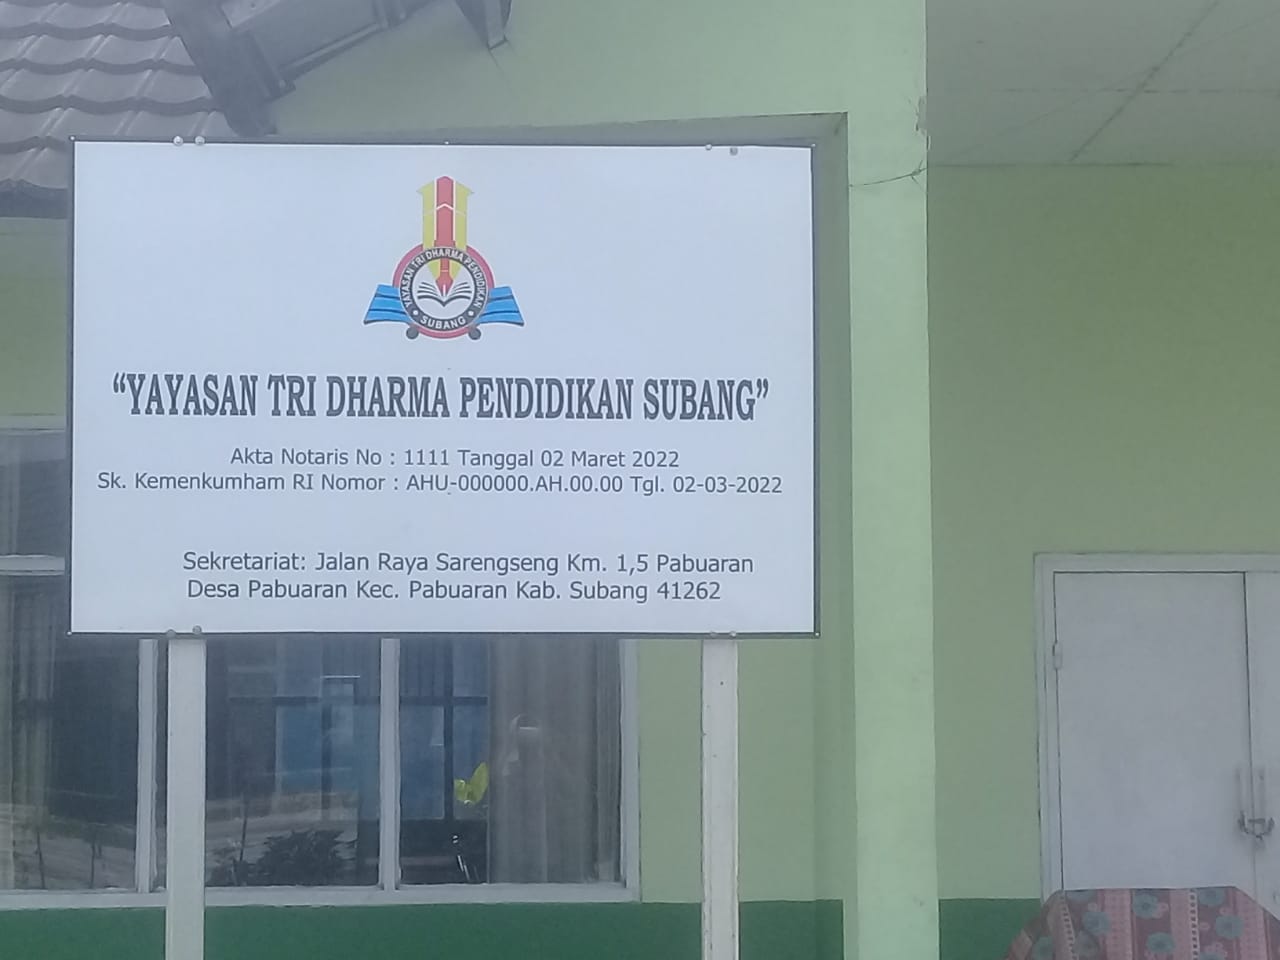 YAYASAN TRI DHARMA PENDIDIKAN
SUBANG
“YAYASAN TRI DHARMA PENDIDIKAN SUBANG”
Akta Notaris No : 1111 Tanggal 02 Maret 2022
Sk. Kemenkumham RI Nomor : AHU-000000.AH.00.00 Tgl. 02-03-2022
Sekretariat: Jalan Raya Sarengseng Km. 1,5 Pabuaran
Desa Pabuaran Kec. Pabuaran Kab. Subang 41262